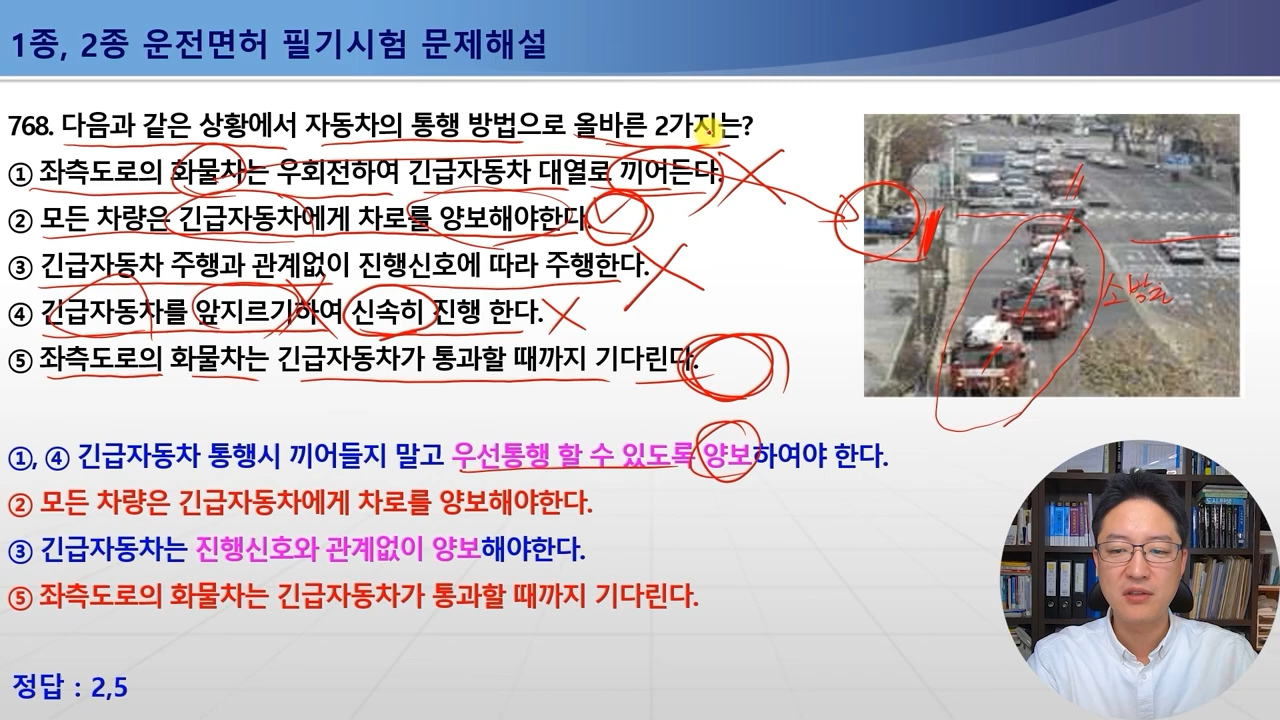 1종, 2종 운전면허 필기시험 문제해설
768. 다음과 같은 상황에서 자동차의 통행 방법으로 올바른 2가지는?
① 좌측도로의 화물차는 우회전하여 긴급자동차 대열로 끼어든다.
② 모든 차량은 긴급자동차에게 차로를 양보해야한다.
③ 긴급자동차 주행과 관계없이 진행신호에 따라 주행한다.
④ 긴급자동차를 앞지르기하여 신속히 진행 한다.
⑤ 좌측도로의 화물차는 긴급자동차가 통과할 때까지 기다린다.
①, ④ 긴급자동차 통행시 끼어들지 말고 우선통행 할 수 있도록 양보하여야 한다.
② 모든 차량은 긴급자동차에게 차로를 양보해야한다.
③ 긴급자동차는 진행신호와 관계없이 양보해야한다.
⑤ 좌측도로의 화물차는 긴급자동차가 통과할 때까지 기다린다.
정답 : 2,5